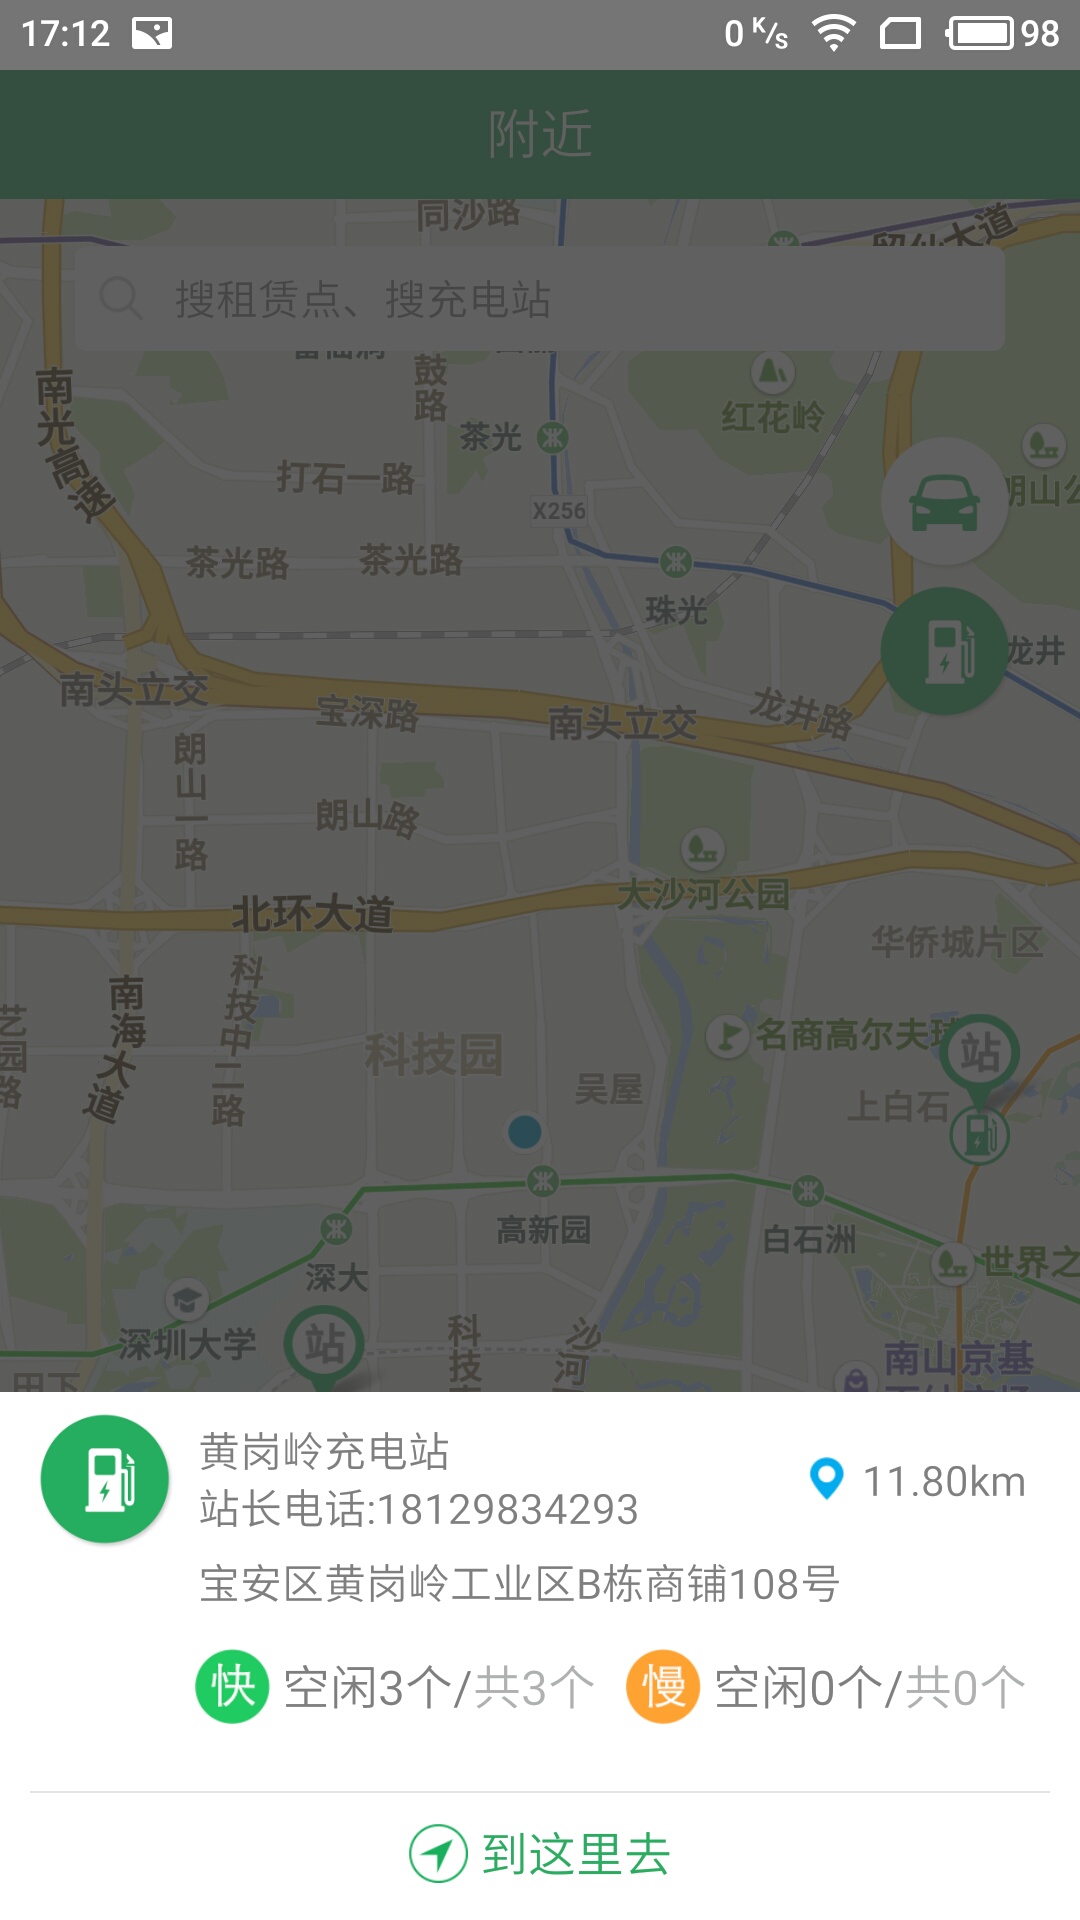 17:12
0 K/s
98
附近
同沙路
留仙大道
搜租赁点、搜充电站
南光高速
鼓路
茶光
红花岭
打石一路
X256
茶光路
茶光路
珠光
龙井
南头立交
宝深路
南头立交
龙井路
朗山一路
朗山路
大沙河公园
北环大道
华侨城片区
科技中二路
南海大道
艺园路
科技园
名商高尔夫球
站
吴屋
上白石
高新园
白石洲
深大
世界之
深圳大学
站
科技
沙河
南山京基
黄岗岭充电站
11.80km
站长电话:18129834293
宝安区黄岗岭工业区B栋商铺108号
快 空闲3个/共3个 慢 空闲0个/共0个
到这里去